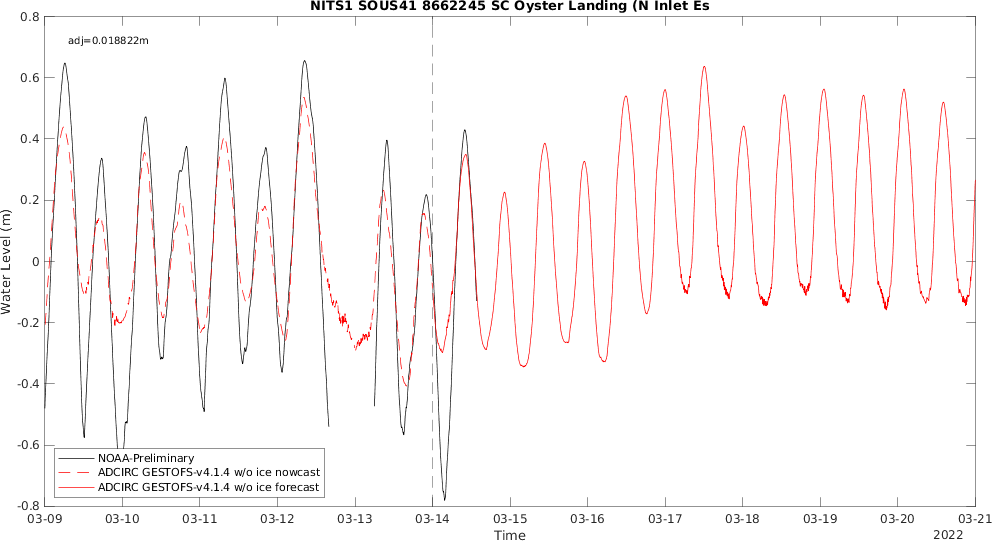 NITS1 SOUS41 8662245 SC Oyster Landing (N Inlet Es
adj=0.018822m
Water Level (m)
0.8
0.6
0.4
0.2
0
-0.2
-0.4
-0.6
-0.8
NOAA-Preliminary
ADCIRC GESTOFS-v4.1.4 w/o ice nowcast
ADCIRC GESTOFS-v4.1.4 w/o ice forecast
03-09 03-10 03-11 03-12 03-13 03-14 03-15 03-16 03-17 03-18 03-19 03-20 03-21
Time
2022